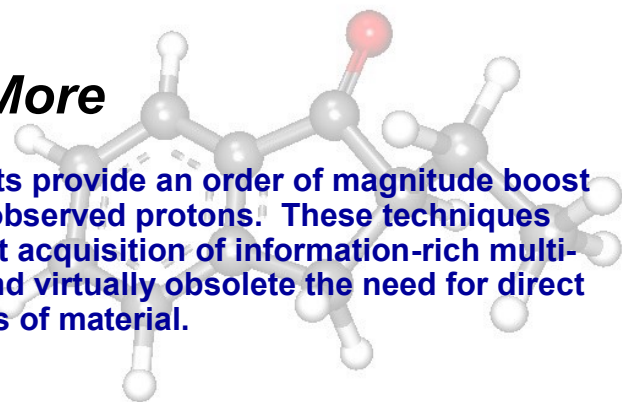 More
ts provide an order of magnitude boost
observed protons. These techniques
t acquisition of information-rich multi-
nd virtually obsolete the need for direct
s of material.